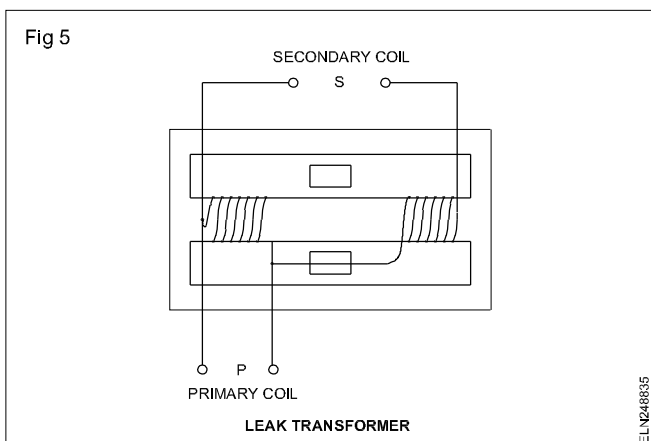 Fig 5
SECONDARY COIL
S
P
PRIMARY COIL
LEAK TRANSFORMER
ELN248835